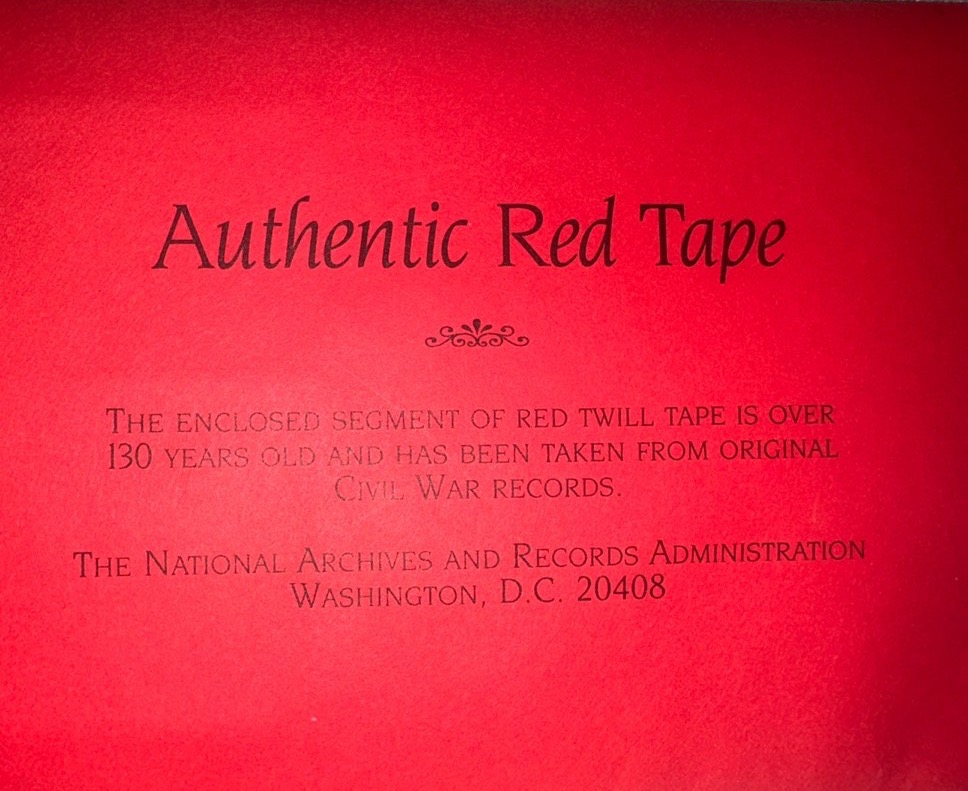 Authentic Red Tape
The enclosed segment of red twill tape is over
130 years old and has been taken from original
Civil War records.
The National Archives and Records Administration
Washington, D.C. 20408